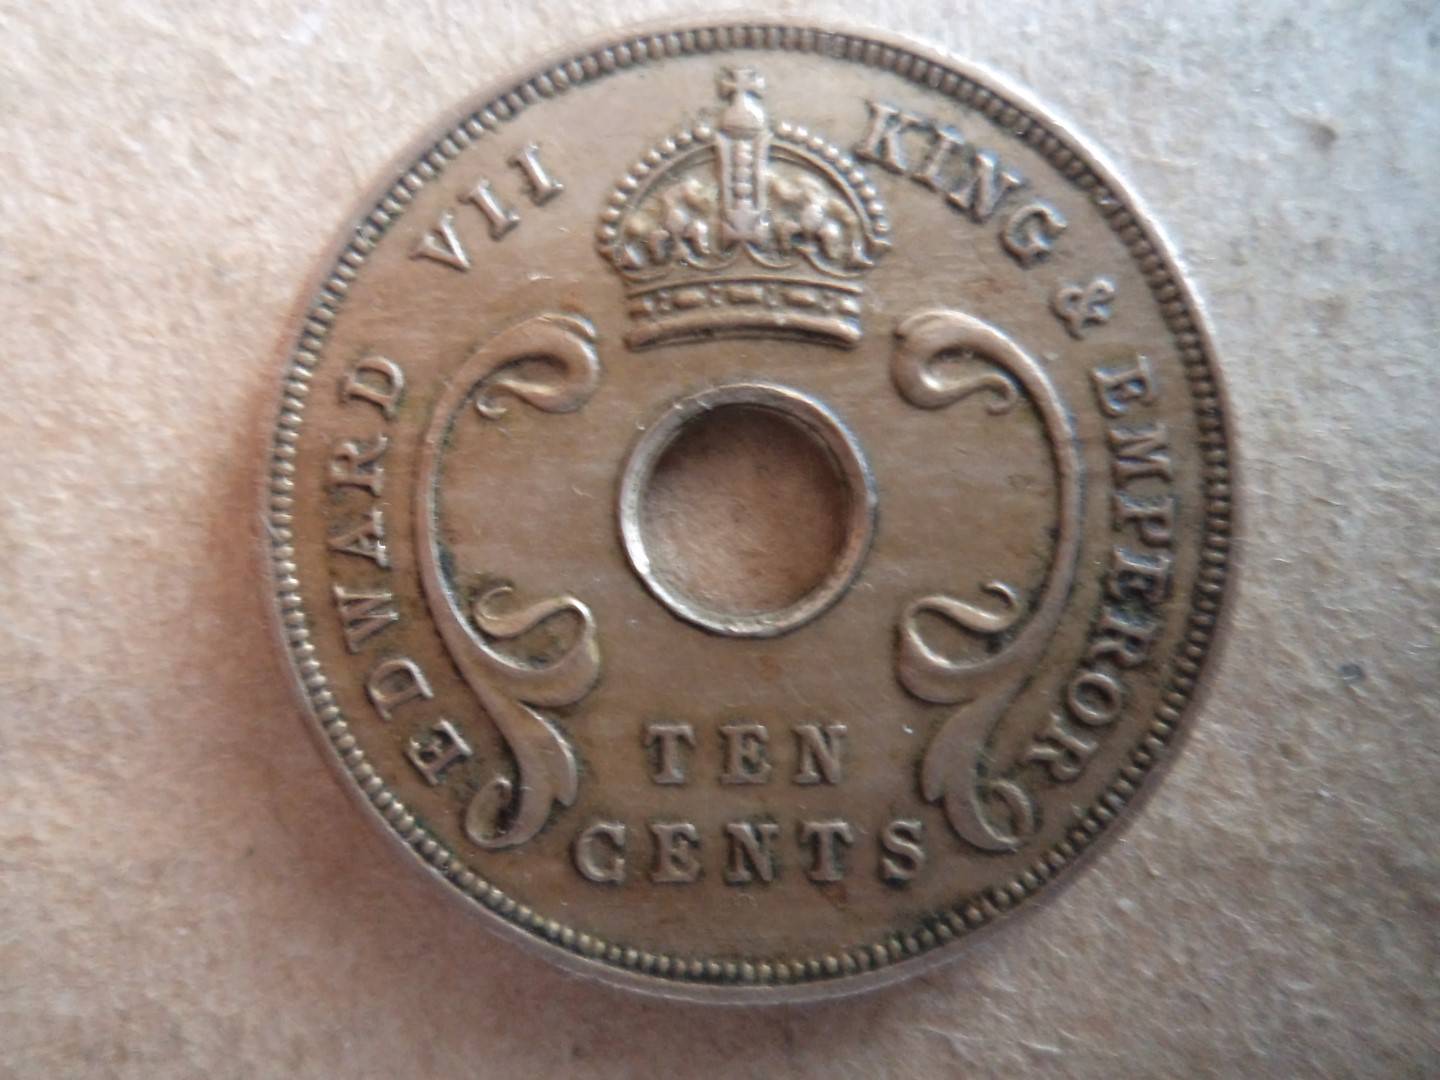 EDWARD VII KING & EMPEROR
TEN
CENTS